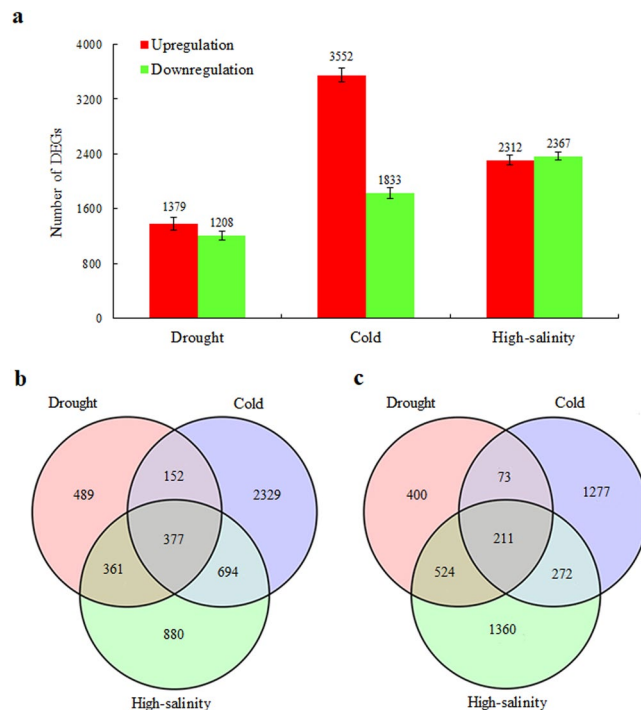 a
Upregulation
Downregulation
Number of DEGs
4000
3200
2400
1600
800
0
1379
1208
3552
1833
2312
2367
Drought
Cold
High-salinity
b
Drought
Cold
489
152
2329
377
361
694
880
High-salinity
c
Drought
Cold
400
73
1277
211
524
272
1360
High-salinity